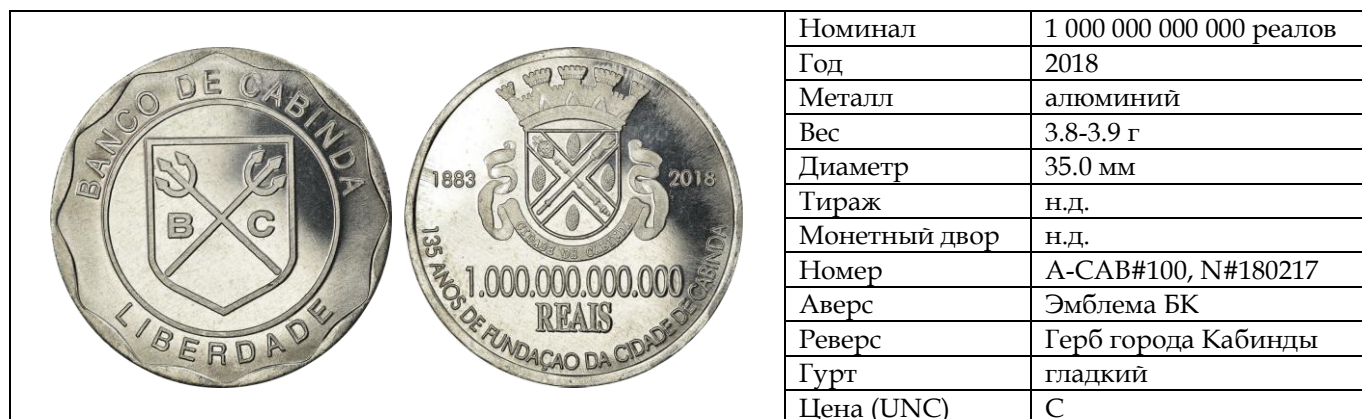 BANCO DE CABINDA
B C
LIBERDADE
1883 2018
CIDADE DE CABINDA
1.000.000.000.000
REAIS
135 ANOS DE FUNDAÇAO DA CIDADE DE CABINDA
Номинал 1 000 000 000 000 реалов
Год 2018
Металл алюминий
Вес 3.8-3.9 г
Диаметр 35.0 мм
Тираж н.д.
Монетный двор н.д.
Номер A-CAB#100, N#180217
Аверс Эмблема БК
Реверс Герб города Кабинды
Гурт гладкий
Цена (UNC) C